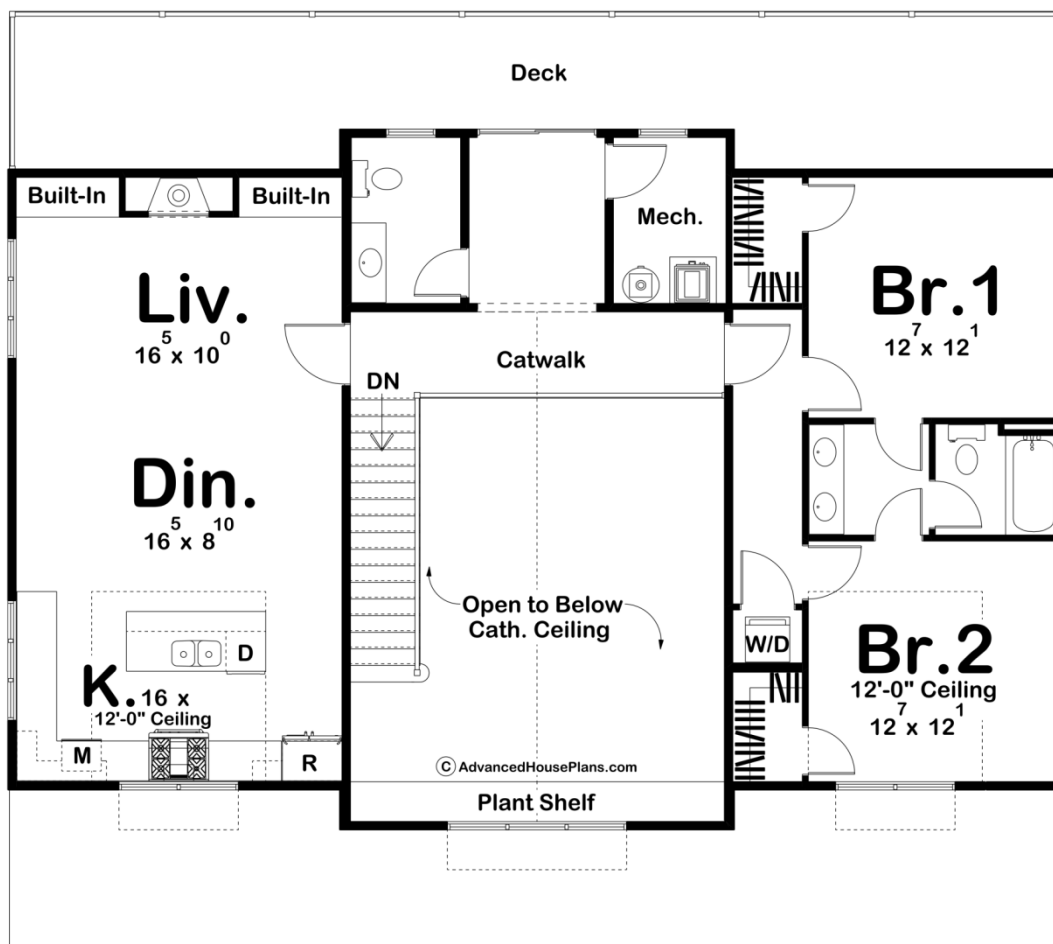 Deck
Built-In
Built-In
Mech.
Liv.
16⁵ x 10⁰
Br.1
12⁷ x 12¹
Catwalk
DN
Din.
16⁵ x 8¹⁰
Open to Below
Cath. Ceiling
D
W/D
K. 16 x
12'-0" Ceiling
Br.2
12'-0" Ceiling
12⁷ x 12¹
M
R
C AdvancedHousePlans.com
Plant Shelf